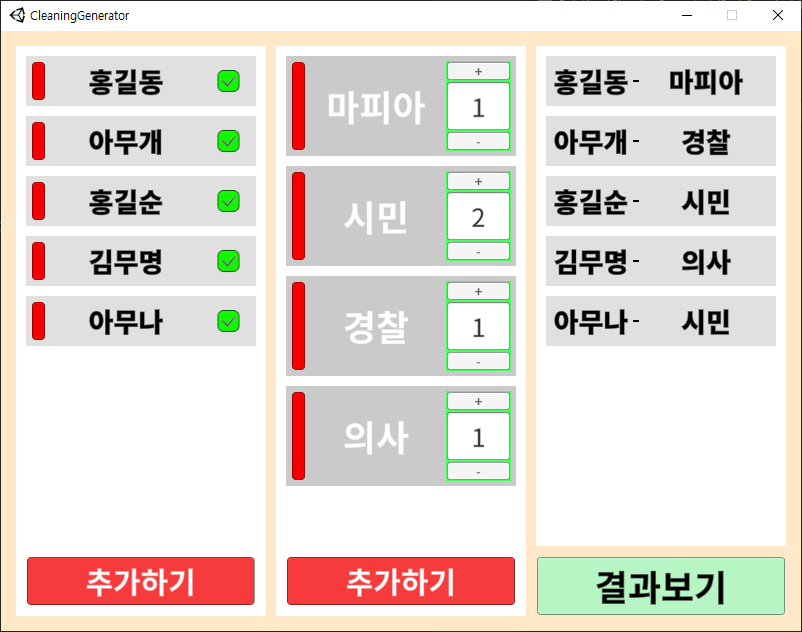 CleaningGenerator
홍길동
아무개
홍길순
김무명
아무나
추가하기
마피아
+
1
-
시민
+
2
-
경찰
+
1
-
의사
+
1
-
추가하기
홍길동 - 마피아
아무개 - 경찰
홍길순 - 시민
김무명 - 의사
아무나 - 시민
결과보기